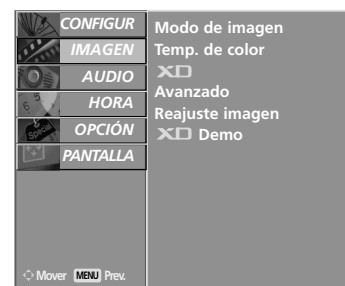 CONFIGUR
IMAGEN
AUDIO
HORA
OPCIÓN
PANTALLA
Modo de imagen
Temp. de color
XD
Avanzado
Reajuste imagen
XD Demo
Special
Mover MENU Prev.